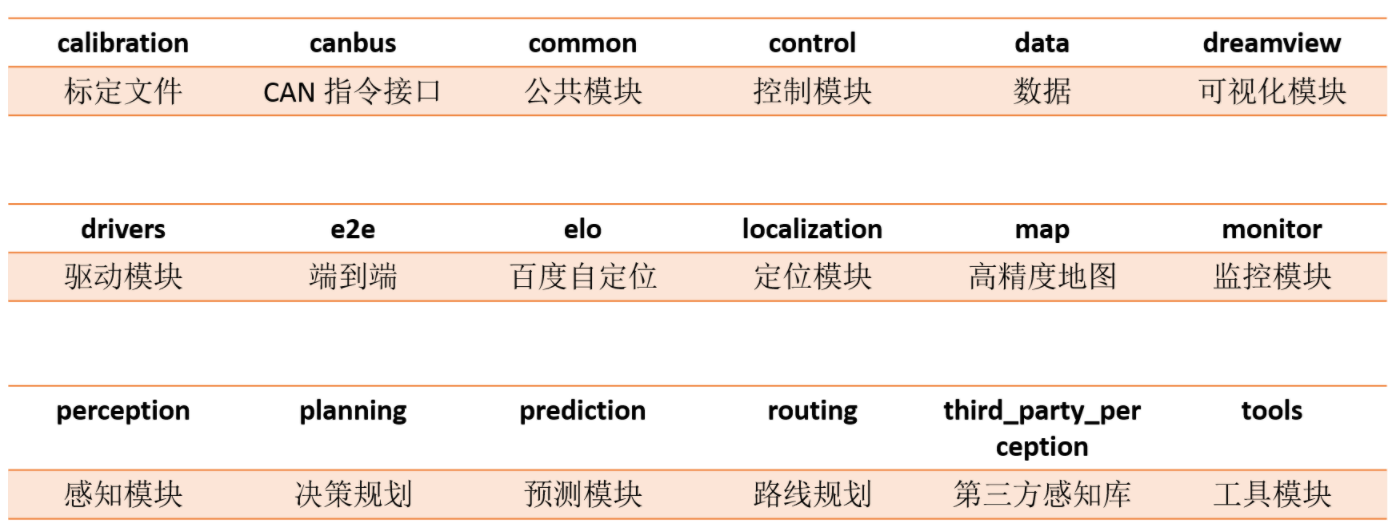 calibration canbus common control data dreamview
标定文件 CAN 指令接口 公共模块 控制模块 数据 可视化模块
drivers e2e elo localization map monitor
驱动模块 端到端 百度自定位 定位模块 高精度地图 监控模块
perception planning prediction routing third_party_per tools
ception
感知模块 决策规划 预测模块 路线规划 第三方感知库 工具模块